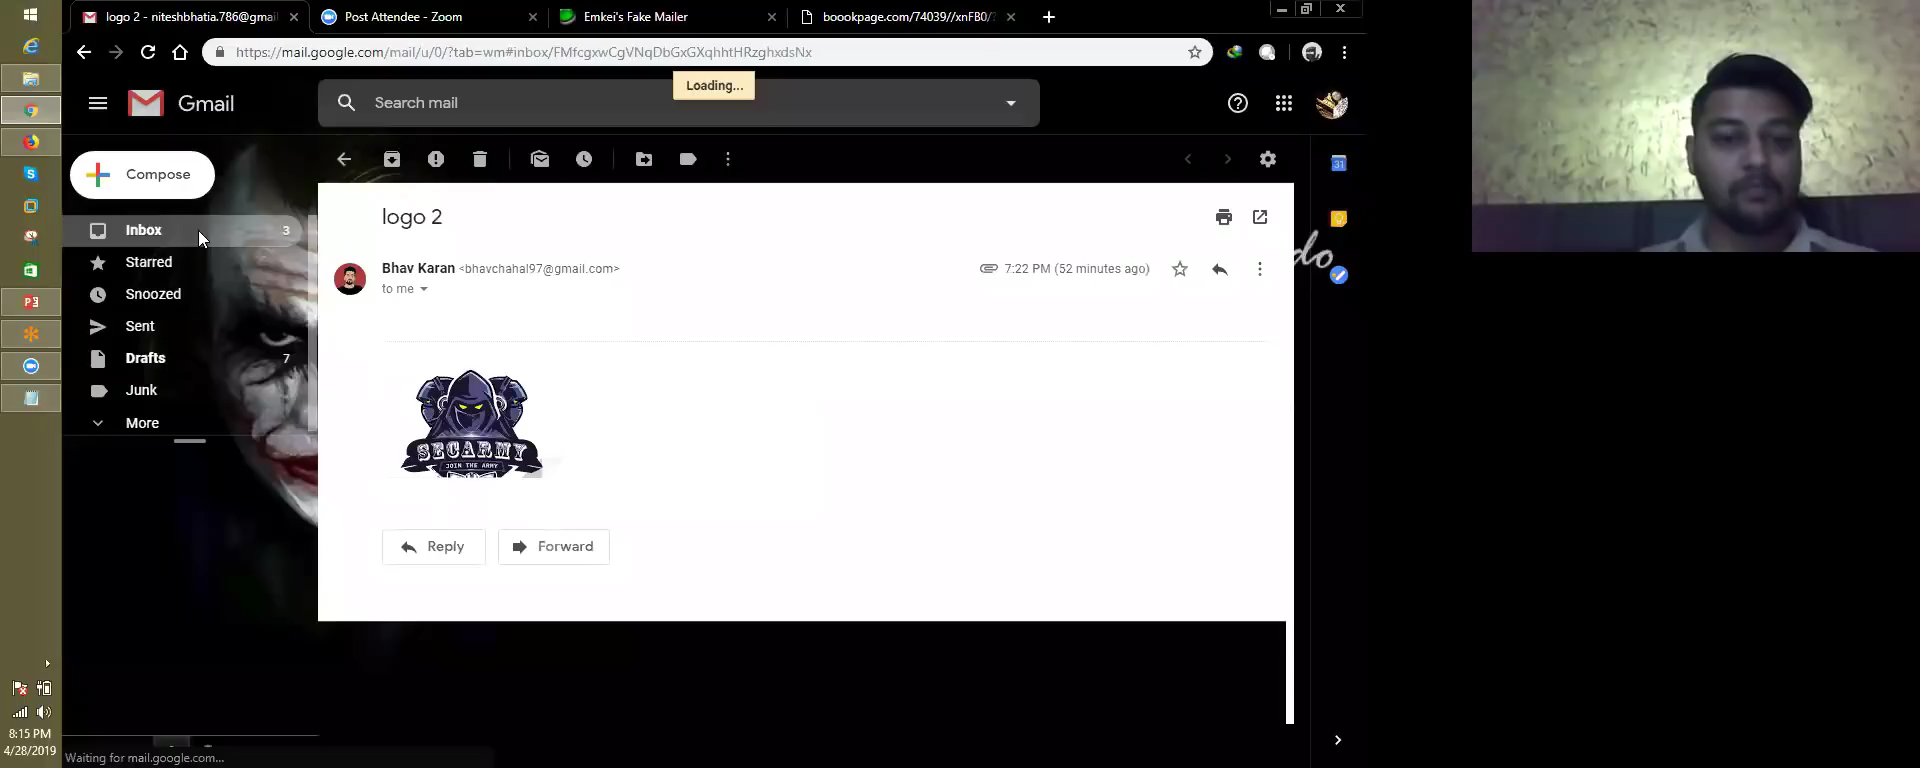 logo 2 - niteshbhatia.786@gmai
Post Attendee - Zoom
Emkei's Fake Mailer
boookpage.com/74039//xnFB0/?
https://mail.google.com/mail/u/0/?tab=wm#inbox/FMfcgxwCgVNqDbGxGXqhhtHRzghxdsNx
Loading...
Gmail
Search mail
Compose
Inbox 3
Starred
Snoozed
Sent
Drafts 7
Junk
More
logo 2
Bhav Karan <bhavchahal97@gmail.com>
7:22 PM (52 minutes ago)
to me
31
do
SECARMY
JOIN THE ARMY
Reply
Forward
8:15 PM
4/28/2019
Waiting for mail.google.com...